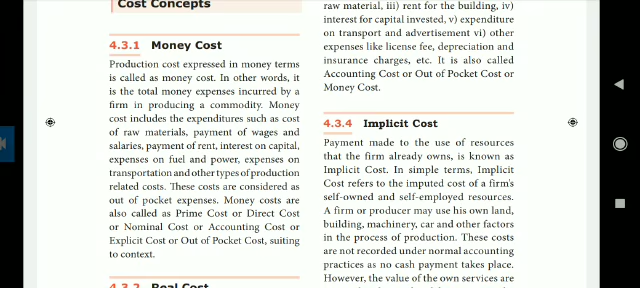 Cost Concepts
4.3.1 Money Cost
Production cost expressed in money terms
is called as money cost. In other words, it
is the total money expenses incurred by a
firm in producing a commodity. Money
cost includes the expenditures such as cost
of raw materials, payment of wages and
salaries, payment of rent, interest on capital,
expenses on fuel and power, expenses on
transportation and other types of production
related costs. These costs are considered as
out of pocket expenses. Money costs are
also called as Prime Cost or Direct Cost
or Nominal Cost or Accounting Cost or
Explicit Cost or Out of Pocket Cost, suiting
to context.
4.3.2 Real Cost
raw material, iii) rent for the building, iv)
interest for capital invested, v) expenditure
on transport and advertisement vi) other
expenses like license fee, depreciation and
insurance charges, etc. It is also called
Accounting Cost or Out of Pocket Cost or
Money Cost.
4.3.4 Implicit Cost
Payment made to the use of resources
that the firm already owns, is known as
Implicit Cost. In simple terms, Implicit
Cost refers to the imputed cost of a firm's
self-owned and self-employed resources.
A firm or producer may use his own land,
building, machinery, car and other factors
in the process of production. These costs
are not recorded under normal accounting
practices as no cash payment takes place.
However, the value of the own services are